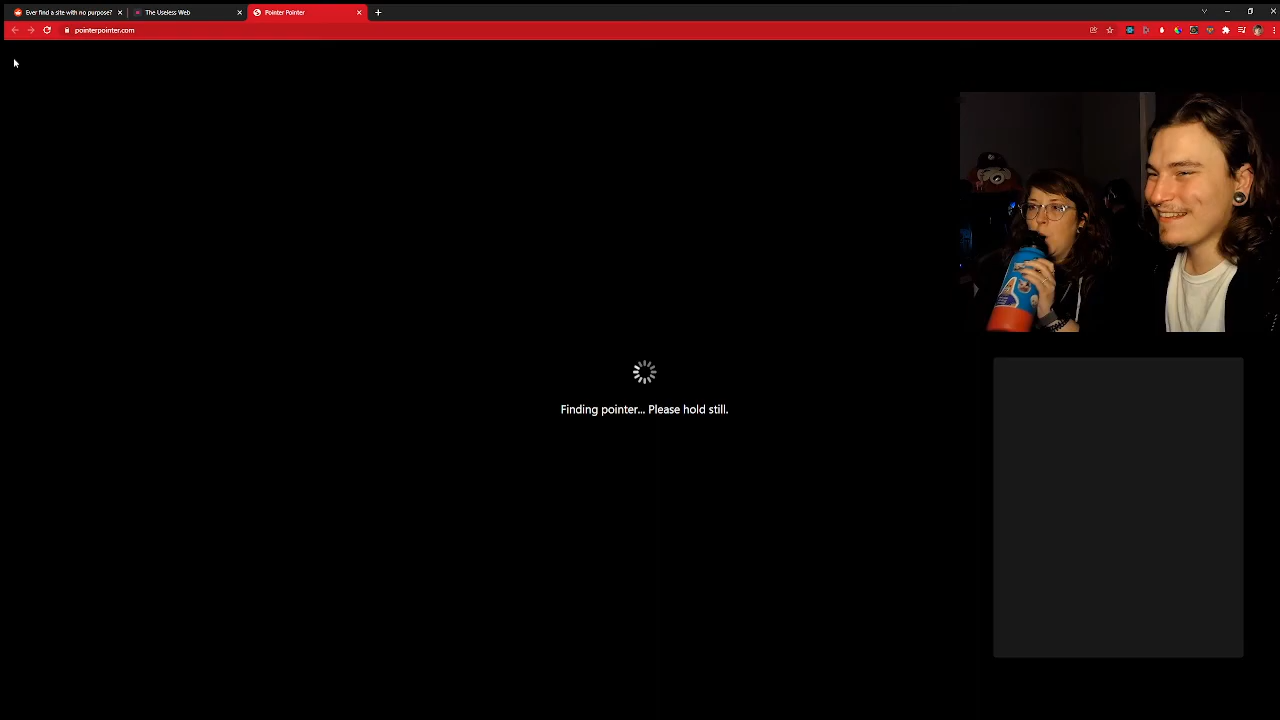 Ever find a site with no purpose?
The Useless Web
Pointer Pointer
pointerpointer.com
Finding pointer... Please hold still.